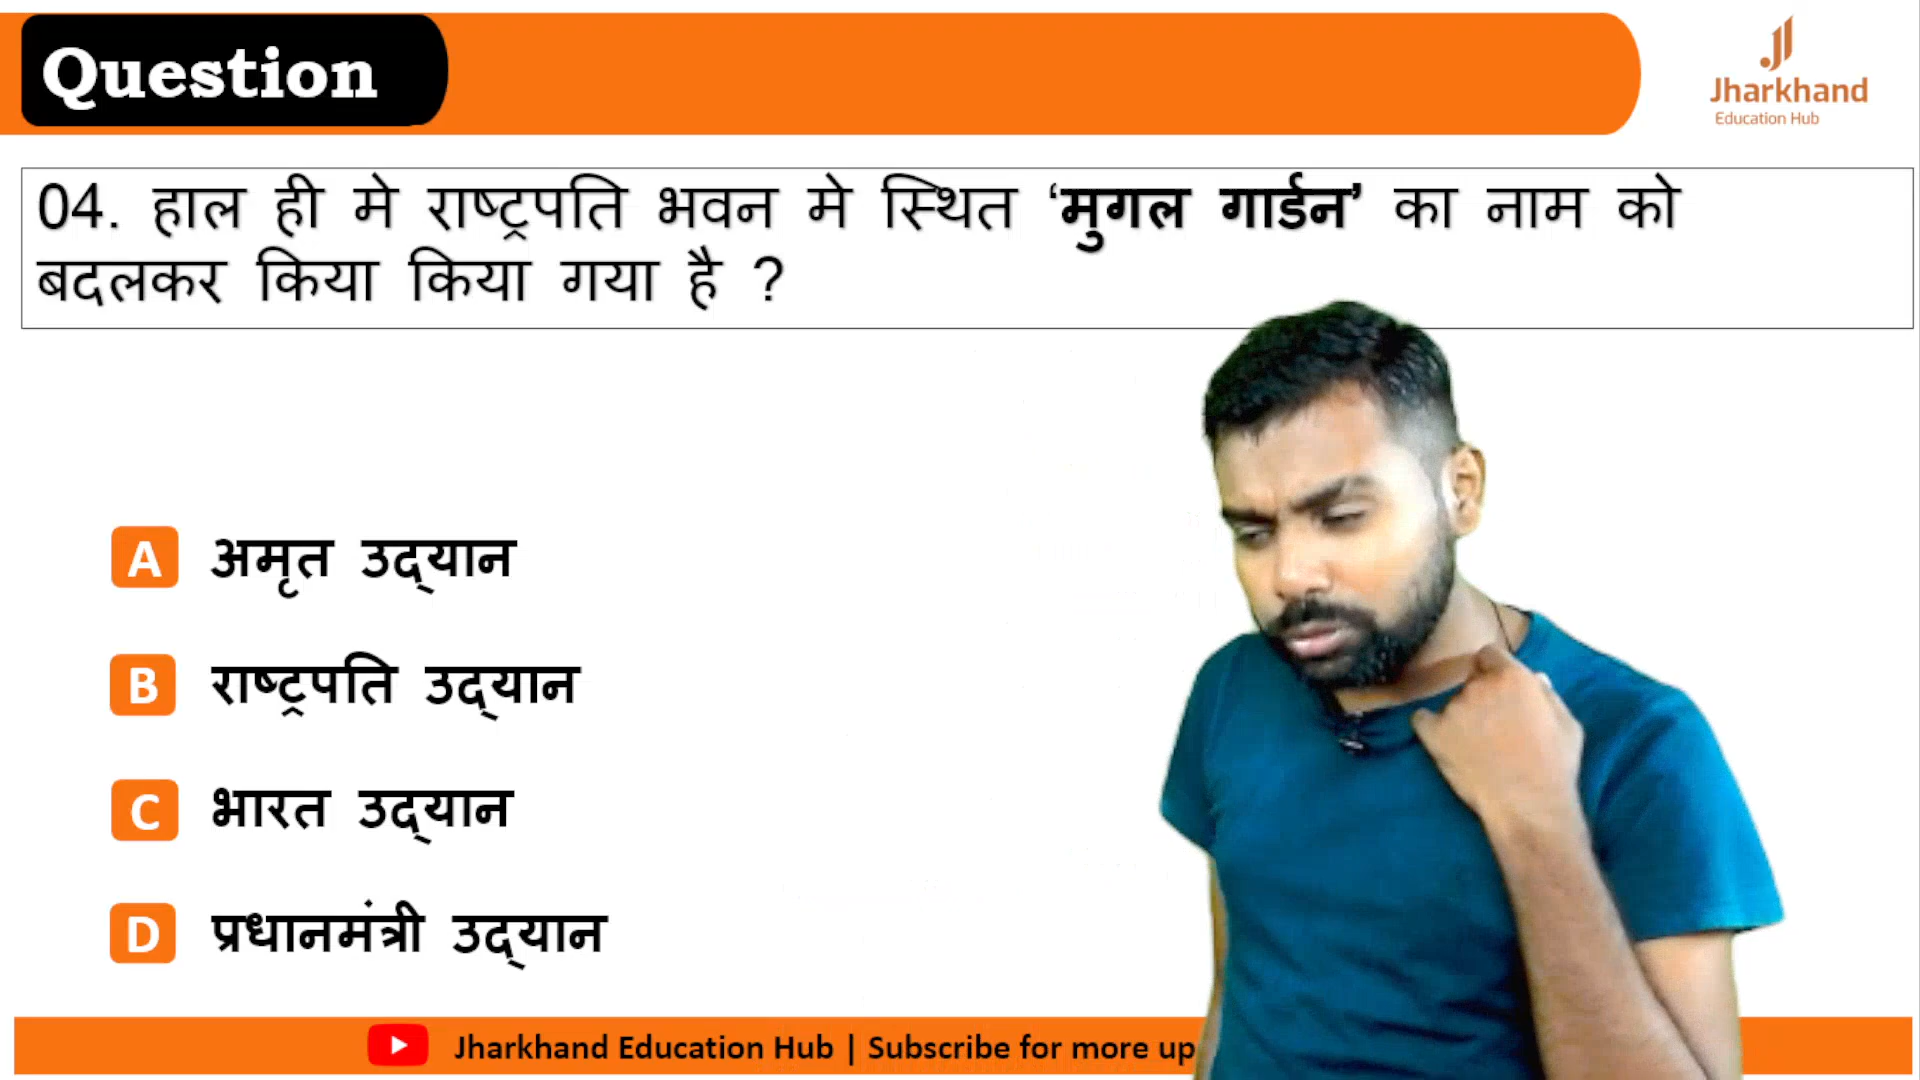 Question
Jharkhand
Education Hub
04. हाल ही मे राष्ट्रपति भवन मे स्थित ‘मुगल गार्डन’ का नाम को
बदलकर किया किया गया है ?
A अमृत उद्यान
B राष्ट्रपति उद्यान
C भारत उद्यान
D प्रधानमंत्री उद्यान
Jharkhand Education Hub | Subscribe for more up